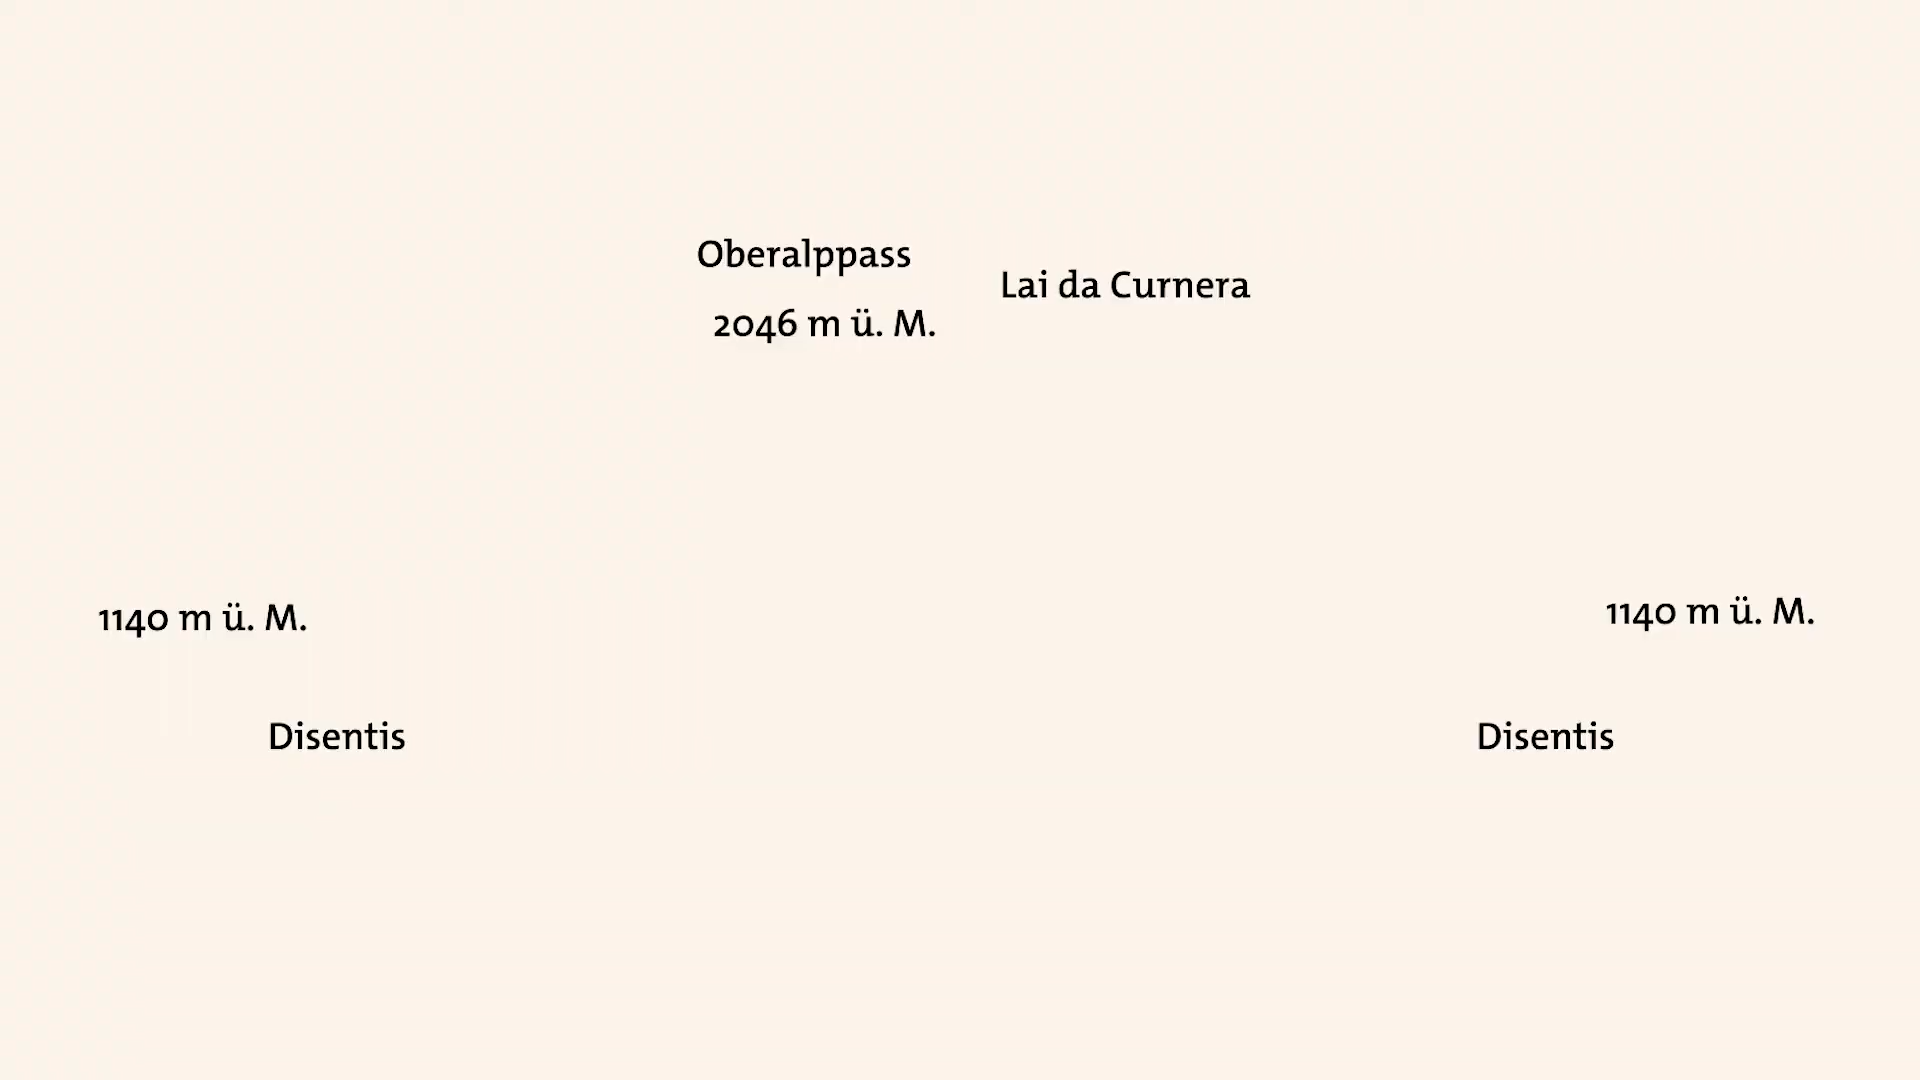 Oberalppass
Lai da Curnera
2046 m ü. M.
1140 m ü. M.
1140 m ü. M.
Disentis
Disentis